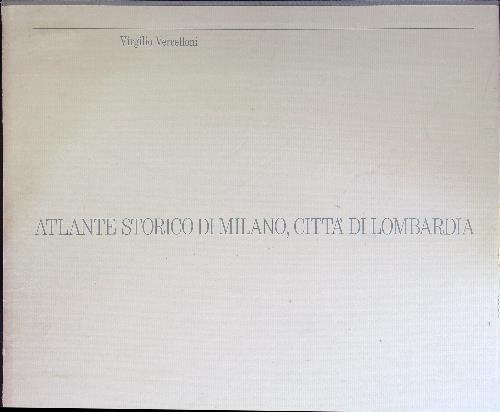 Virgilio Vercelloni
ATLANTE STORICO DI MILANO, CITTÀ DI LOMBARDIA